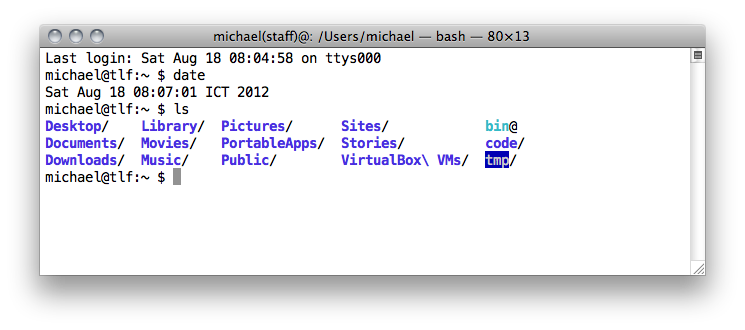 michael(staff)@: /Users/michael — bash — 80×13
Last login: Sat Aug 18 08:04:58 on ttys000
michael@tlf:~ $ date
Sat Aug 18 08:07:01 ICT 2012
michael@tlf:~ $ ls
Desktop/    Library/  Pictures/      Sites/            bin@
Documents/  Movies/   PortableApps/  Stories/          code/
Downloads/  Music/    Public/        VirtualBox\ VMs/  tmp/
michael@tlf:~ $